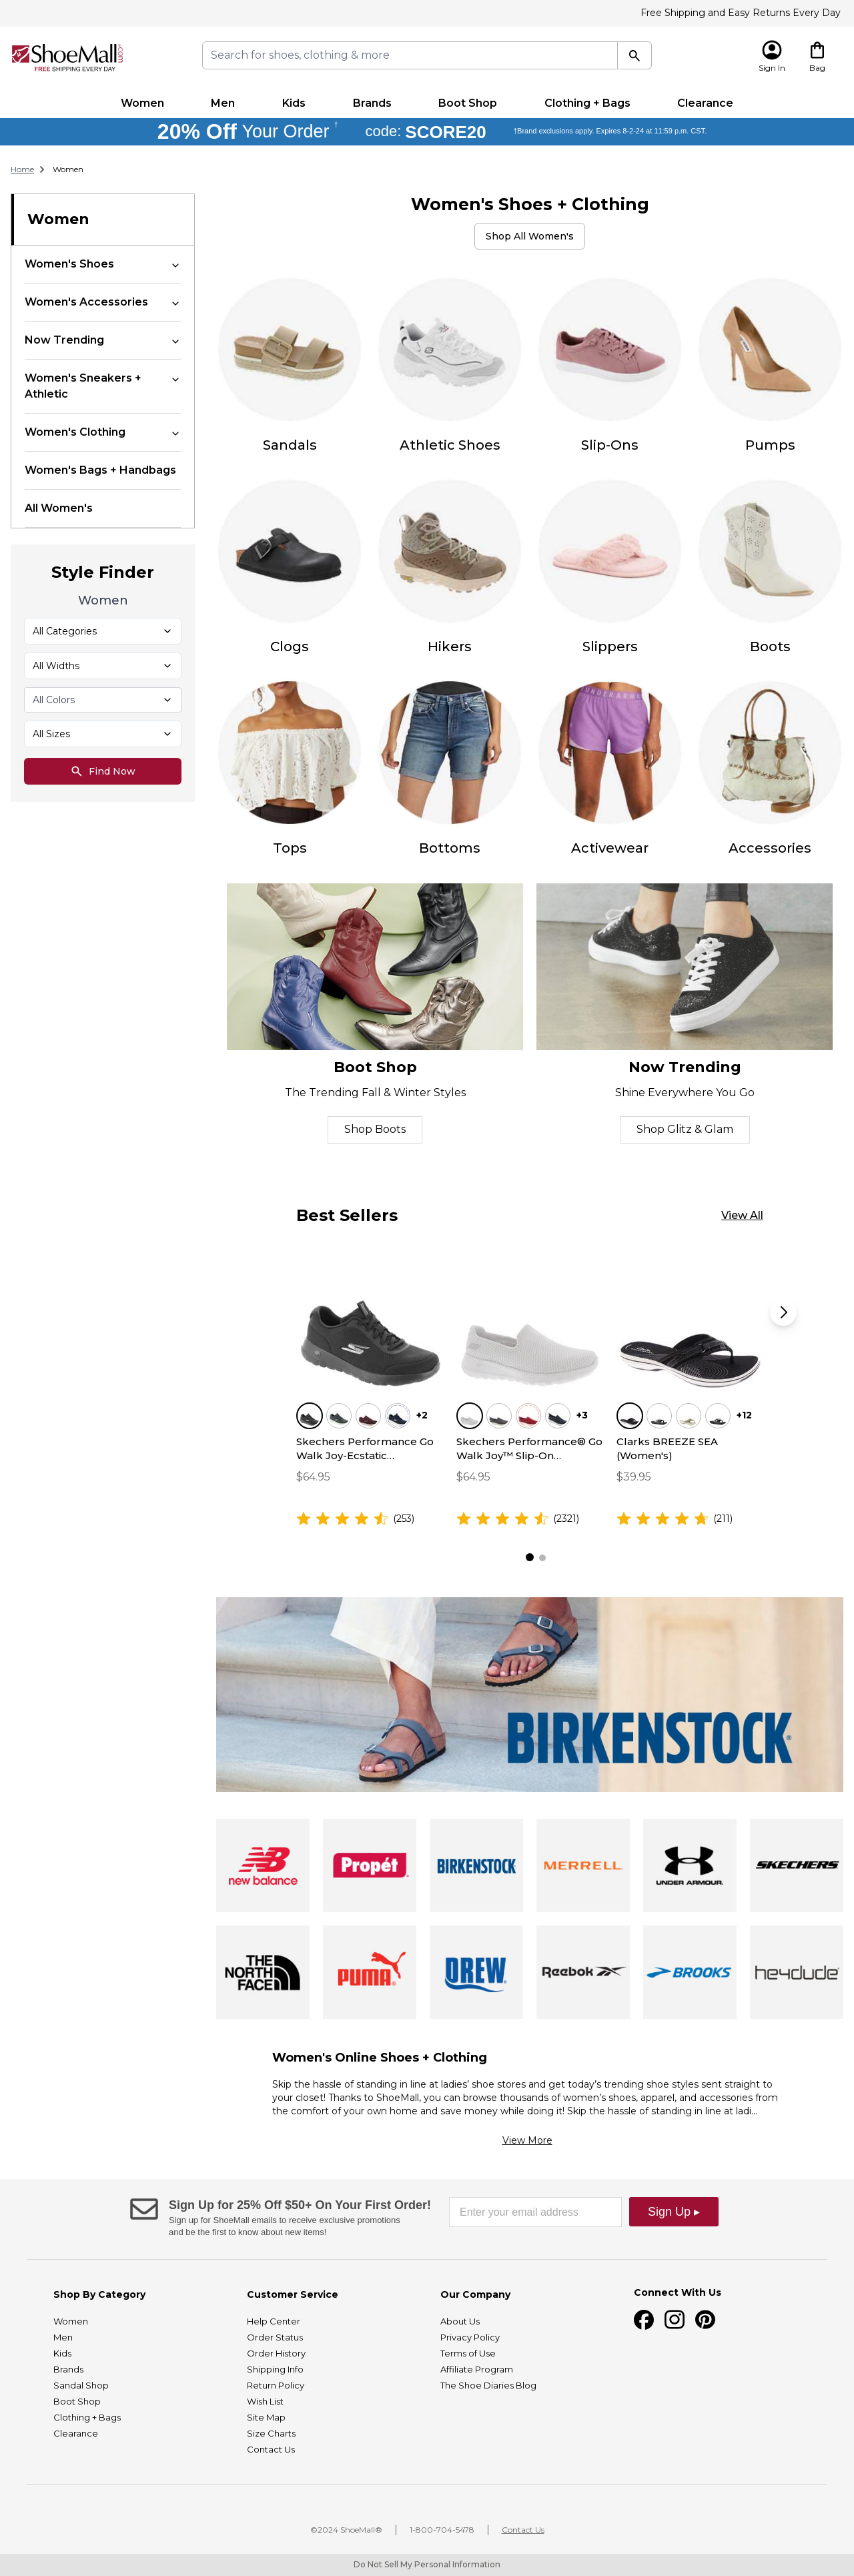 Free Shipping and Easy Returns Every Day
ShoeMall.COM
FREE SHIPPING EVERY DAY
Search for shoes, clothing & more
Sign In
Bag
Women
Men
Kids
Brands
Boot Shop
Clothing + Bags
Clearance
20% Off Your Order † code: SCORE20 †Brand exclusions apply. Expires 8-2-24 at 11:59 p.m. CST.
Home > Women
Women
Women's Shoes
Women's Accessories
Now Trending
Women's Sneakers +
Athletic
Women's Clothing
Women's Bags + Handbags
All Women's
Style Finder
Women
All Categories
All Widths
All Colors
All Sizes
Find Now
Women's Shoes + Clothing
Shop All Women's
Sandals
Athletic Shoes
Slip-Ons
Pumps
Clogs
Hikers
Slippers
Boots
UNDER ARMOUR
Tops
Bottoms
Activewear
Accessories
Boot Shop
The Trending Fall & Winter Styles
Shop Boots
Now Trending
Shine Everywhere You Go
Shop Glitz & Glam
Best Sellers
View All
+2
Skechers Performance Go
Walk Joy-Ecstatic…
$64.95
(253)
+3
Skechers Performance® Go
Walk Joy™ Slip-On…
$64.95
(2321)
+12
Clarks BREEZE SEA
(Women's)
$39.95
(211)
BIRKENSTOCK®
NB
new balance
Propét®
BIRKENSTOCK
MERRELL
UNDER ARMOUR
SKECHERS
THE
NORTH
FACE
PUMA
DREW
Reebok
BROOKS
heydude
Women's Online Shoes + Clothing
Skip the hassle of standing in line at ladies’ shoe stores and get today’s trending shoe styles sent straight to
your closet! Thanks to ShoeMall, you can browse thousands of women’s shoes, apparel, and accessories from
the comfort of your own home and save money while doing it! Skip the hassle of standing in line at ladi...
View More
Sign Up for 25% Off $50+ On Your First Order!
Sign up for ShoeMall emails to receive exclusive promotions
and be the first to know about new items!
Enter your email address
Sign Up ▸
Shop By Category
Women
Men
Kids
Brands
Sandal Shop
Boot Shop
Clothing + Bags
Clearance
Customer Service
Help Center
Order Status
Order History
Shipping Info
Return Policy
Wish List
Site Map
Size Charts
Contact Us
Our Company
About Us
Privacy Policy
Terms of Use
Affiliate Program
The Shoe Diaries Blog
Connect With Us
©2024 ShoeMall® | 1-800-704-5478 | Contact Us
Do Not Sell My Personal Information